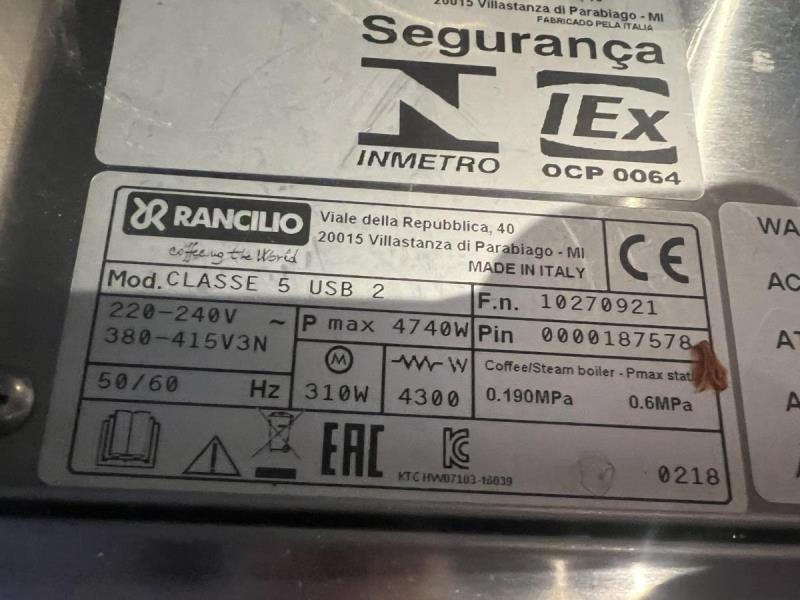 20015 Villastanza di Parabiago - MI
FABRICADO PELA ITALIA
Segurança
INMETRO
IEx
OCP 0064
RANCILIO
coffeeing the World
Viale della Repubblica, 40
20015 Villastanza di Parabiago - MI
MADE IN ITALY
CE
Mod. CLASSE 5 USB 2
F.n. 10270921
220-240V ~
380-415V3N
P max 4740W
Pin 0000187578
50/60 Hz
M
310W
W
4300
Coffee/Steam boiler - Pmax stat
0.190MPa 0.6MPa
EAC
KC
KTC HW07103-16039
0218
WA
AC
AT
A